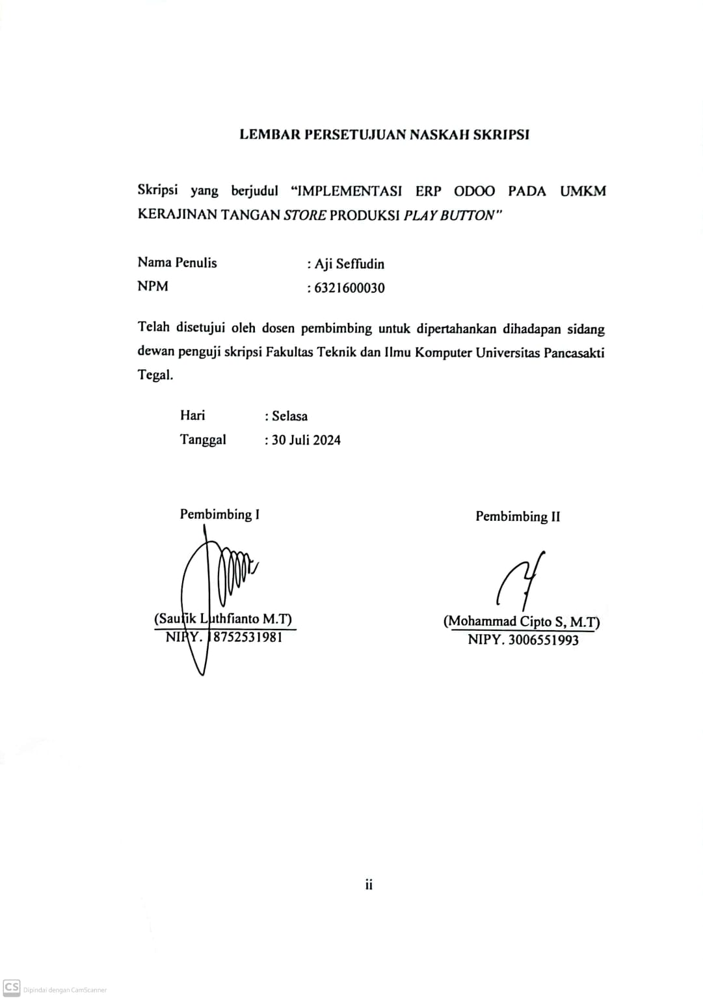 LEMBAR PERSETUJUAN NASKAH SKRIPSI
Skripsi yang berjudul “IMPLEMENTASI ERP ODOO PADA UMKM
KERAJINAN TANGAN STORE PRODUKSI PLAY BUTTON”
Nama Penulis : Aji Seffudin
NPM : 6321600030
Telah disetujui oleh dosen pembimbing untuk dipertahankan dihadapan sidang
dewan penguji skripsi Fakultas Teknik dan Ilmu Komputer Universitas Pancasakti
Tegal.
Hari : Selasa
Tanggal : 30 Juli 2024
Pembimbing I Pembimbing II
(Saufik Luthfianto M.T) (Mohammad Cipto S, M.T)
NIPY. 18752531981 NIPY. 3006551993
ii
CS Dipindai dengan CamScanner